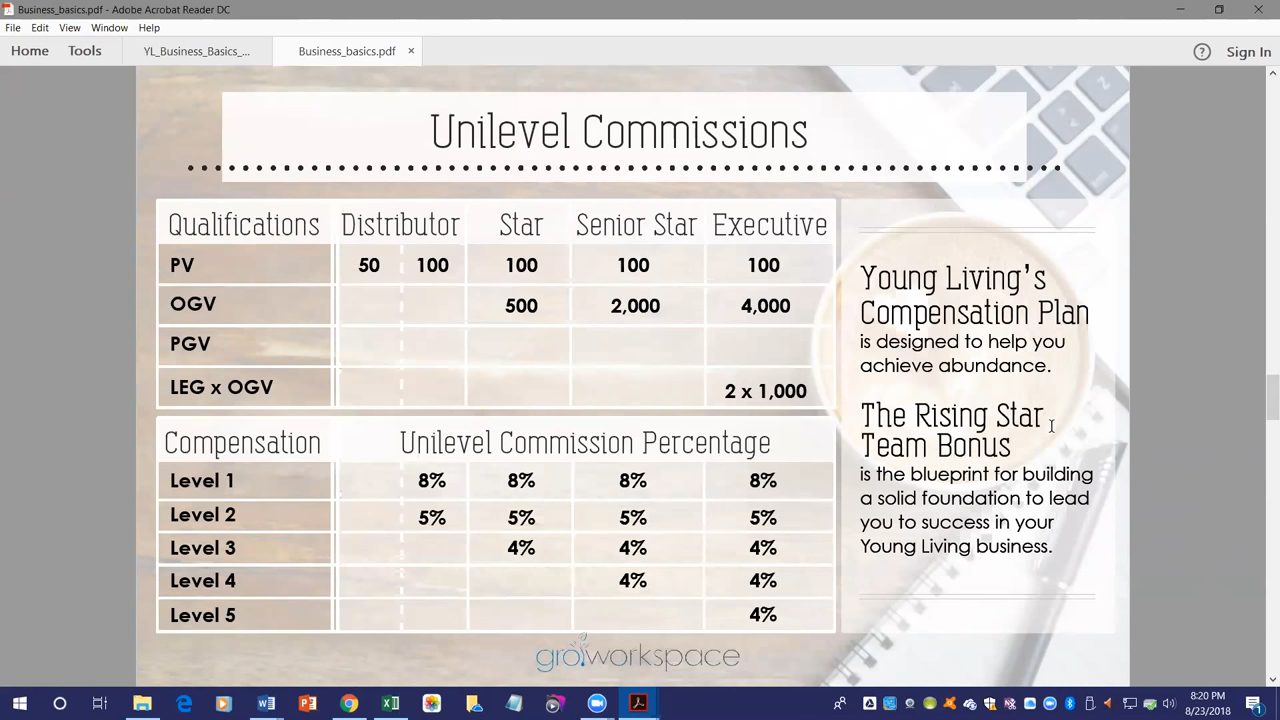 Business_basics.pdf - Adobe Acrobat Reader DC
File Edit View Window Help
Home Tools YL_Business_Basics_... Business_basics.pdf × ? Sign In
Unilevel Commissions
Qualifications Distributor Star Senior Star Executive
PV 50 100 100 100 100
OGV 500 2,000 4,000
PGV
LEG x OGV 2 x 1,000
Compensation Unilevel Commission Percentage
Level 1 8% 8% 8% 8%
Level 2 5% 5% 5% 5%
Level 3 4% 4% 4%
Level 4 4% 4%
Level 5 4%
Young Living's
Compensation Plan
is designed to help you
achieve abundance.
The Rising Star
Team Bonus
is the blueprint for building
a solid foundation to lead
you to success in your
Young Living business.
gro.workspace
8:20 PM
8/23/2018